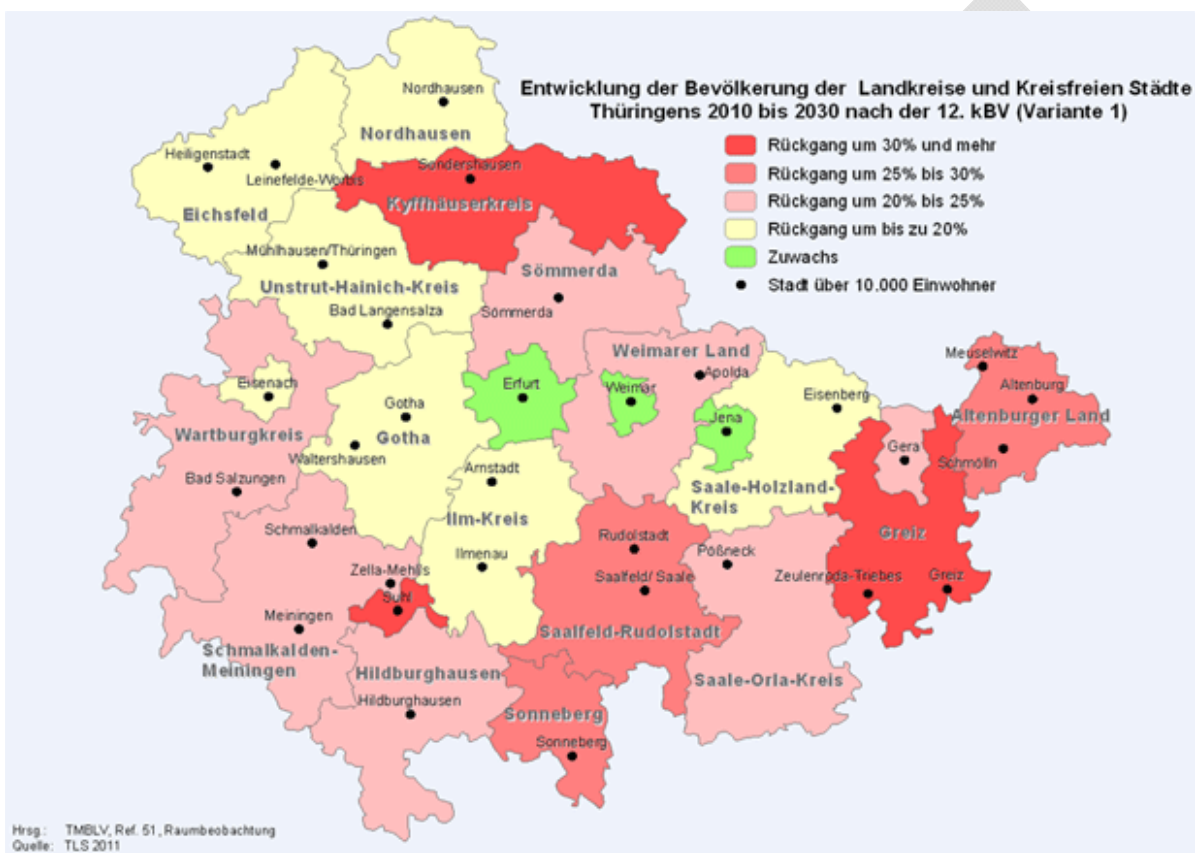 Entwicklung der Bevölkerung der Landkreise und Kreisfreien Städte
Thüringens 2010 bis 2030 nach der 12. kBV (Variante 1)
Rückgang um 30% und mehr
Rückgang um 25% bis 30%
Rückgang um 20% bis 25%
Rückgang um bis zu 20%
Zuwachs
Stadt über 10.000 Einwohner
Nordhausen
Nordhausen
Heiligenstadt
Leinefelde-Worbis
Eichsfeld
Sondershausen
Kyffhäuserkreis
Mühlhausen/Thüringen
Unstrut-Hainich-Kreis
Bad Langensalza
Sömmerda
Sömmerda
Weimarer Land
Apolda
Eisenach
Erfurt
Weimar
Jena
Eisenberg
Meuselwitz
Altenburg
Altenburger Land
Schmölln
Gotha
Gotha
Waltershausen
Wartburgkreis
Bad Salzungen
Arnstadt
Ilm-Kreis
Ilmenau
Saale-Holzland-
Kreis
Gera
Greiz
Greiz
Zeulenroda-Triebes
Schmalkalden
Zella-Mehlis
Suhl
Meiningen
Schmalkalden-
Meiningen
Rudolstadt
Saalfeld/ Saale
Saalfeld-Rudolstadt
Pößneck
Saale-Orla-Kreis
Hildburghausen
Hildburghausen
Sonneberg
Sonneberg
Hrsg.: TMBLV, Ref. 51, Raumbeobachtung
Quelle: TLS 2011